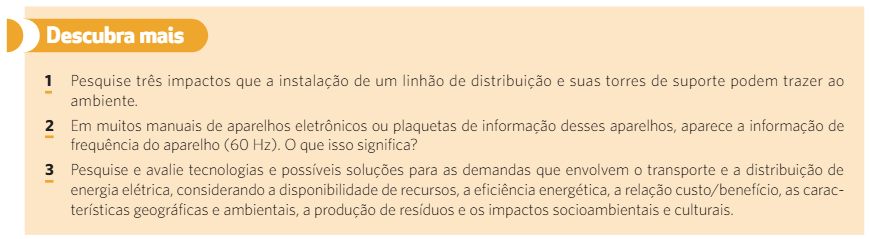 Descubra mais
1 Pesquise três impactos que a instalação de um linhão de distribuição e suas torres de suporte podem trazer ao
ambiente.
2 Em muitos manuais de aparelhos eletrônicos ou plaquetas de informação desses aparelhos, aparece a informação de
frequência do aparelho (60 Hz). O que isso significa?
3 Pesquise e avalie tecnologias e possíveis soluções para as demandas que envolvem o transporte e a distribuição de
energia elétrica, considerando a disponibilidade de recursos, a eficiência energética, a relação custo/benefício, as carac-
terísticas geográficas e ambientais, a produção de resíduos e os impactos socioambientais e culturais.